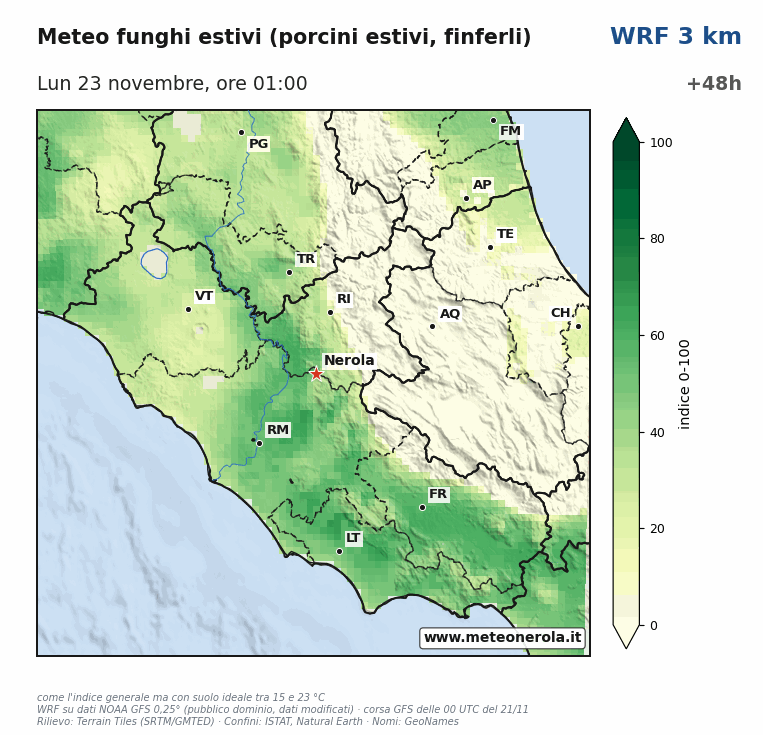 Meteo funghi estivi (porcini estivi, finferli)
WRF 3 km
Lun 23 novembre, ore 01:00
+48h
FM
PG
AP
TE
TR
VT
RI
AQ
CH.
Nerola
RM
FR
LT
www.meteonerola.it
100
80
60
40
20
0
indice 0-100
come l'indice generale ma con suolo ideale tra 15 e 23 °C
WRF su dati NOAA GFS 0,25° (pubblico dominio, dati modificati) · corsa GFS delle 00 UTC del 21/11
Rilievo: Terrain Tiles (SRTM/GMTED) · Confini: ISTAT, Natural Earth · Nomi: GeoNames